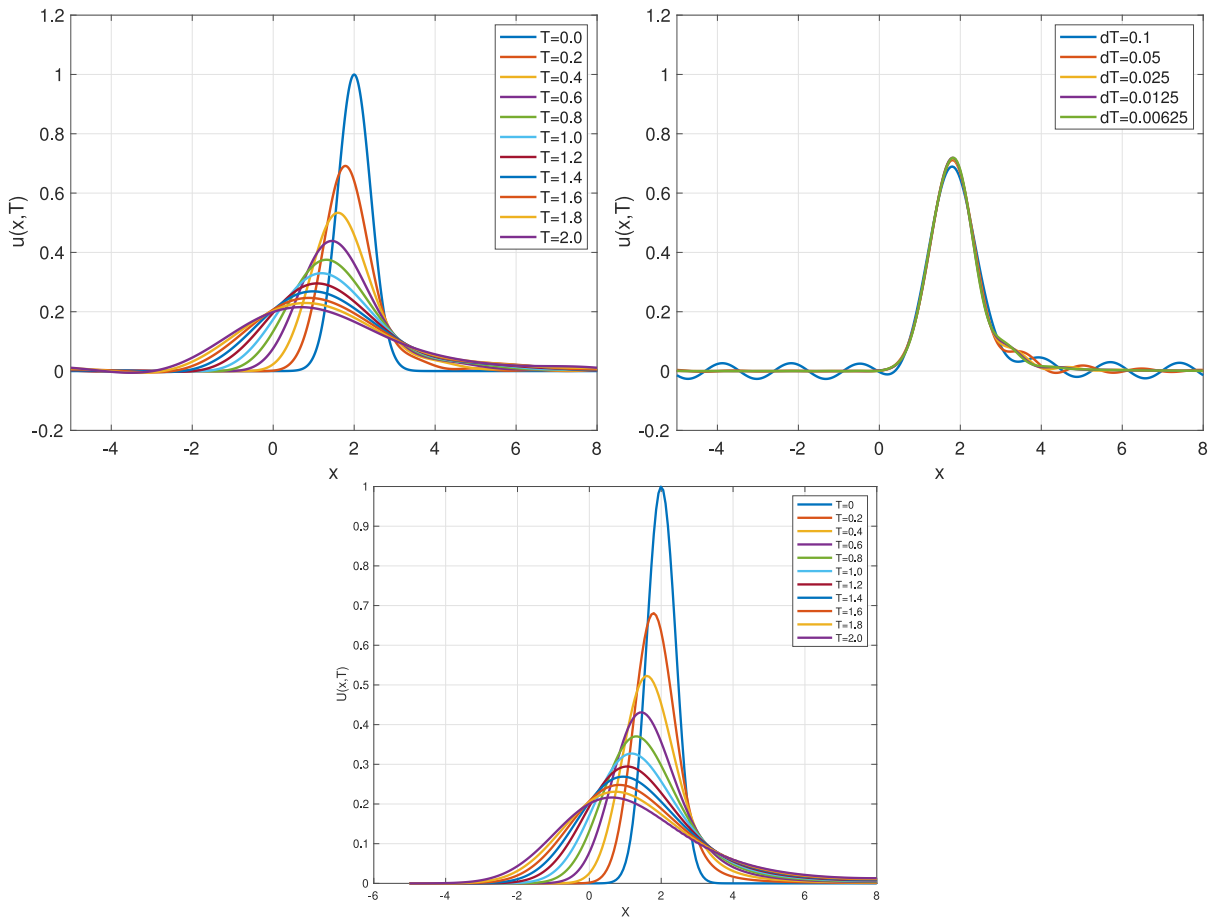 1.2
1
0.8
0.6
0.4
0.2
0
-0.2
u(x,T)
-4 -2 0 2 4 6 8
x
T=0.0
T=0.2
T=0.4
T=0.6
T=0.8
T=1.0
T=1.2
T=1.4
T=1.6
T=1.8
T=2.0
1.2
1
0.8
0.6
0.4
0.2
0
-0.2
u(x,T)
-4 -2 0 2 4 6 8
x
dT=0.1
dT=0.05
dT=0.025
dT=0.0125
dT=0.00625
1
0.9
0.8
0.7
0.6
0.5
0.4
0.3
0.2
0.1
0
U(x,T)
-6 -4 -2 0 2 4 6 8
X
T=0
T=0.2
T=0.4
T=0.6
T=0.8
T=1.0
T=1.2
T=1.4
T=1.6
T=1.8
T=2.0